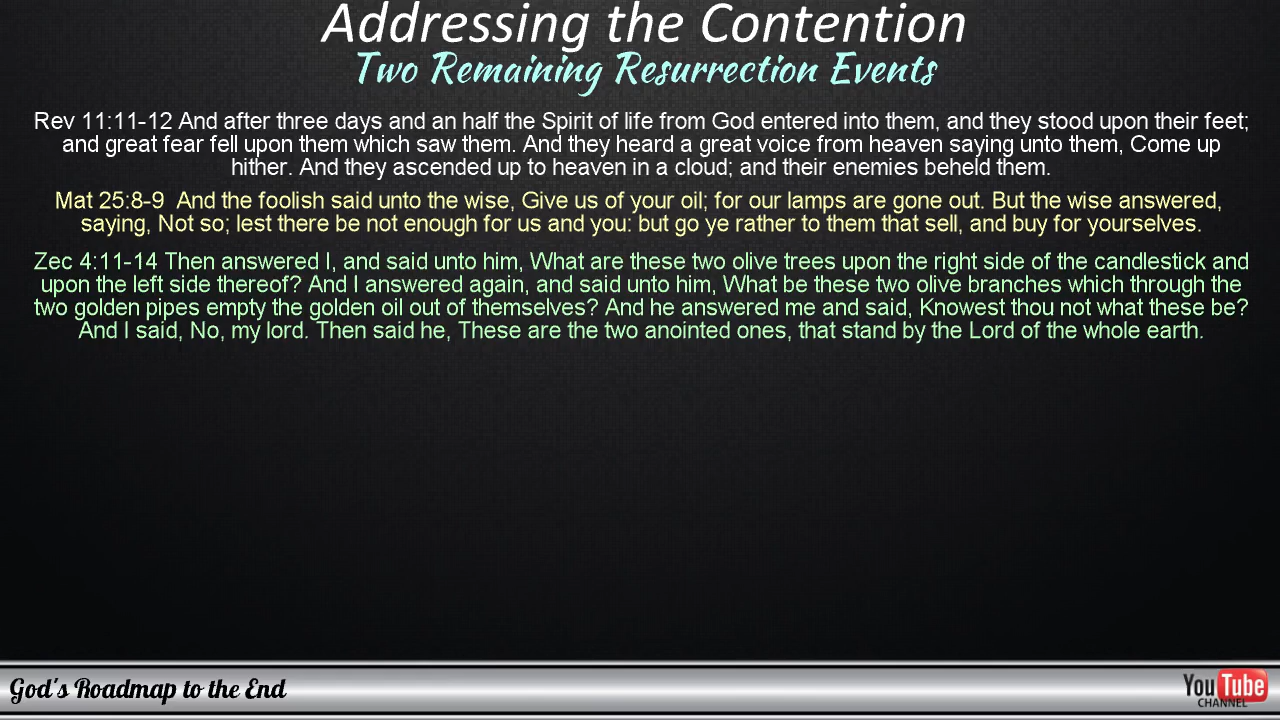 Addressing the Contention
Two Remaining Resurrection Events
Rev 11:11-12 And after three days and an half the Spirit of life from God entered into them, and they stood upon their feet;
and great fear fell upon them which saw them. And they heard a great voice from heaven saying unto them, Come up
hither. And they ascended up to heaven in a cloud; and their enemies beheld them.
Mat 25:8-9  And the foolish said unto the wise, Give us of your oil; for our lamps are gone out. But the wise answered,
saying, Not so; lest there be not enough for us and you: but go ye rather to them that sell, and buy for yourselves.
Zec 4:11-14 Then answered I, and said unto him, What are these two olive trees upon the right side of the candlestick and
upon the left side thereof? And I answered again, and said unto him, What be these two olive branches which through the
two golden pipes empty the golden oil out of themselves? And he answered me and said, Knowest thou not what these be?
And I said, No, my lord. Then said he, These are the two anointed ones, that stand by the Lord of the whole earth.
God's Roadmap to the End
YouTube
CHANNEL